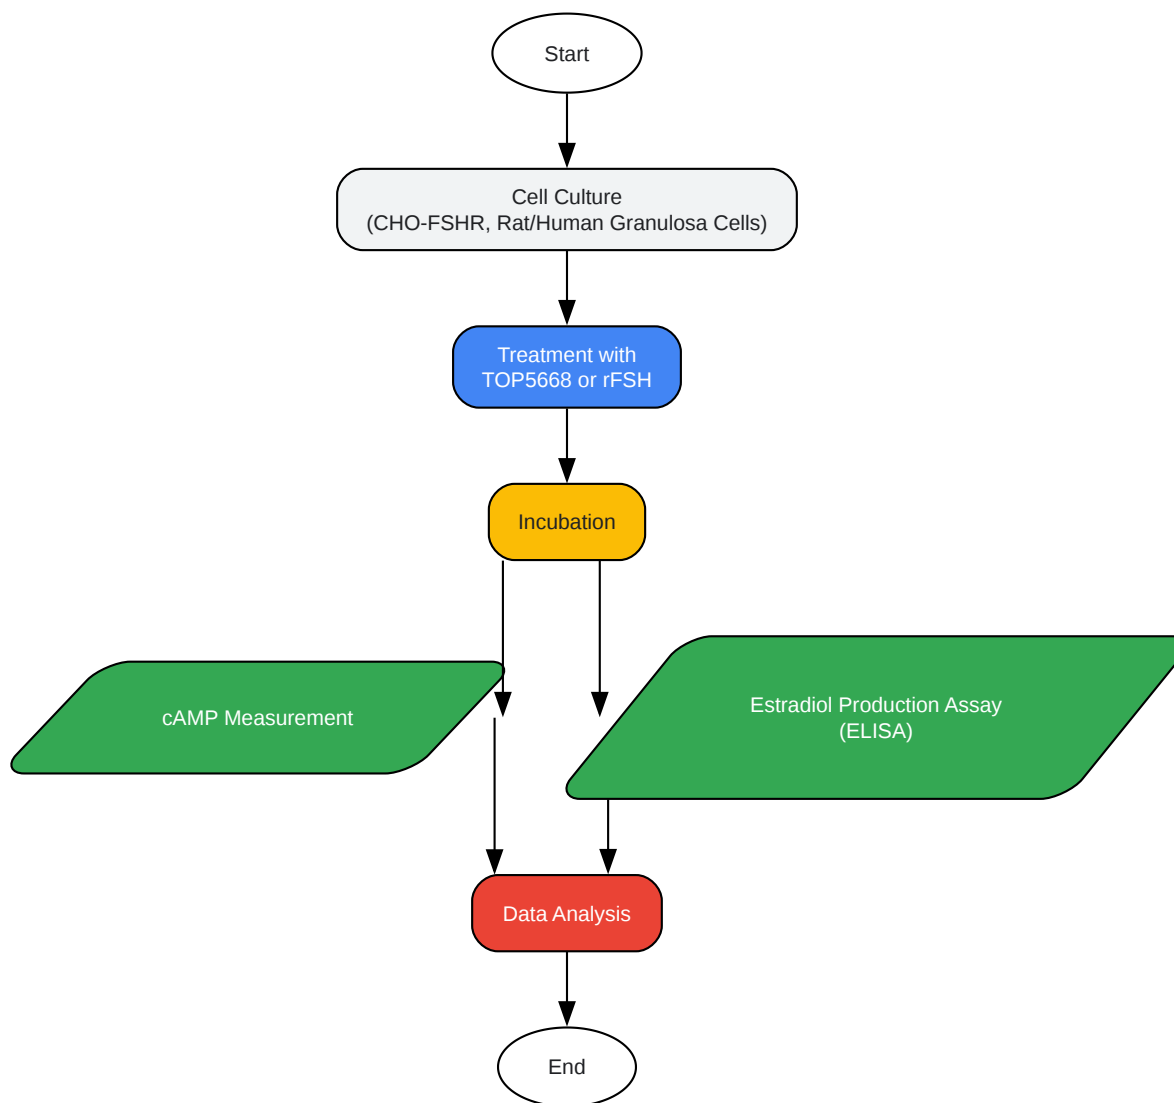 Start
Cell Culture
(CHO-FSHR, Rat/Human Granulosa Cells)
Treatment with
TOP5668 or rFSH
Incubation
cAMP Measurement
Estradiol Production Assay
(ELISA)
Data Analysis
End